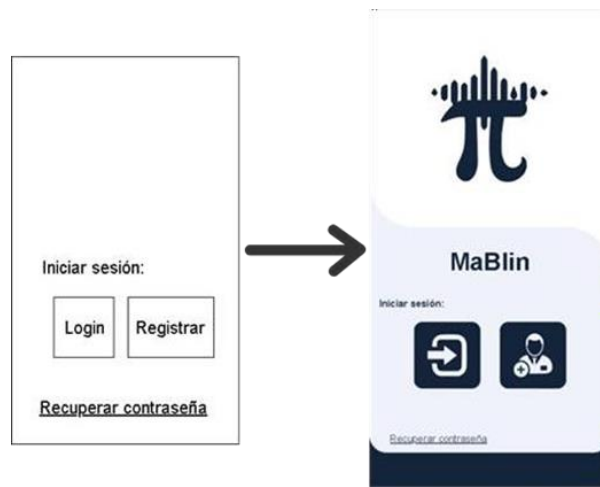 Iniciar sesión:
Login
Registrar
Recuperar contraseña
MaBlin
Iniciar sesión:
Recuperar contraseña